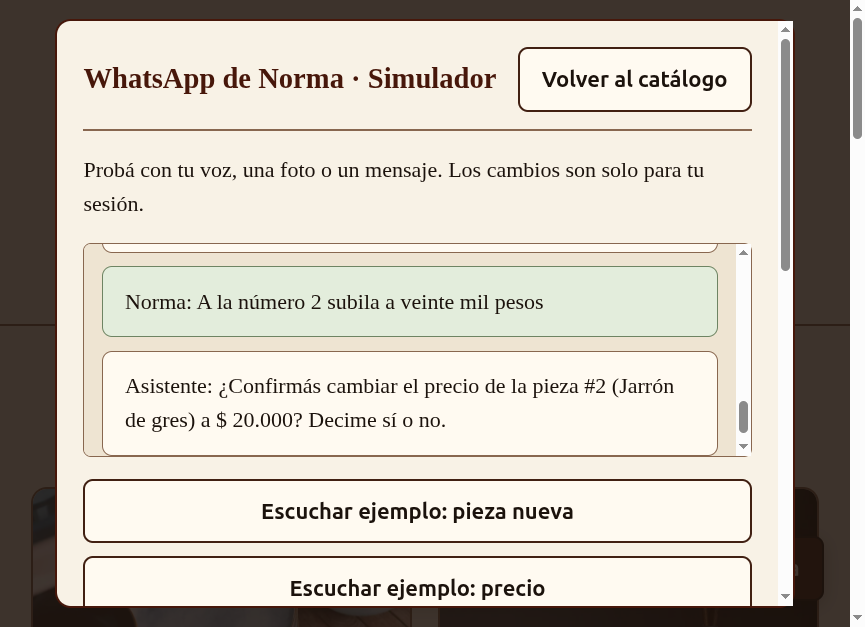 WhatsApp de Norma · Simulador
Volver al catálogo
Probá con tu voz, una foto o un mensaje. Los cambios son solo para tu
sesión.
Norma: A la número 2 subila a veinte mil pesos
Asistente: ¿Confirmás cambiar el precio de la pieza #2 (Jarrón
de gres) a $ 20.000? Decime sí o no.
Escuchar ejemplo: pieza nueva
Escuchar ejemplo: precio